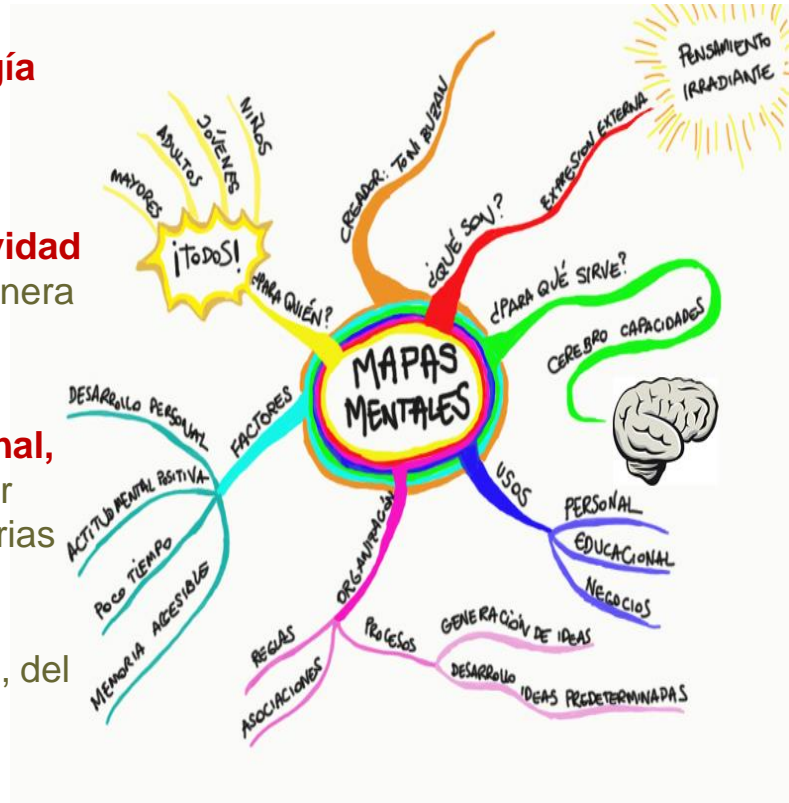 gía
vidad
nera
nal,
r
rias
, del
MAPAS
MENTALES
CREADOR: TONI BUZAN
¿QUÉ SON?
EXPRESION EXTERNA
PENSAMIENTO
IRRADIANTE
¿PARA QUÉ SIRVE?
CEREBRO CAPACIDADES
USOS
PERSONAL
EDUCACIONAL
NEGOCIOS
ORGANIZACIÓN
PROCESOS
GENERACIÓN DE IDEAS
DESARROLLO
IDEAS PREDETERMINADAS
REGLAS
ASOCIACIONES
FACTORES
DESARROLLO PERSONAL
ACTITUD MENTAL POSITIVA
POCO TIEMPO
MEMORIA ACCESIBLE
¿PARA QUIÉN?
¡TODOS!
MAYORES
ADULTOS
JÓVENES
NIÑOS